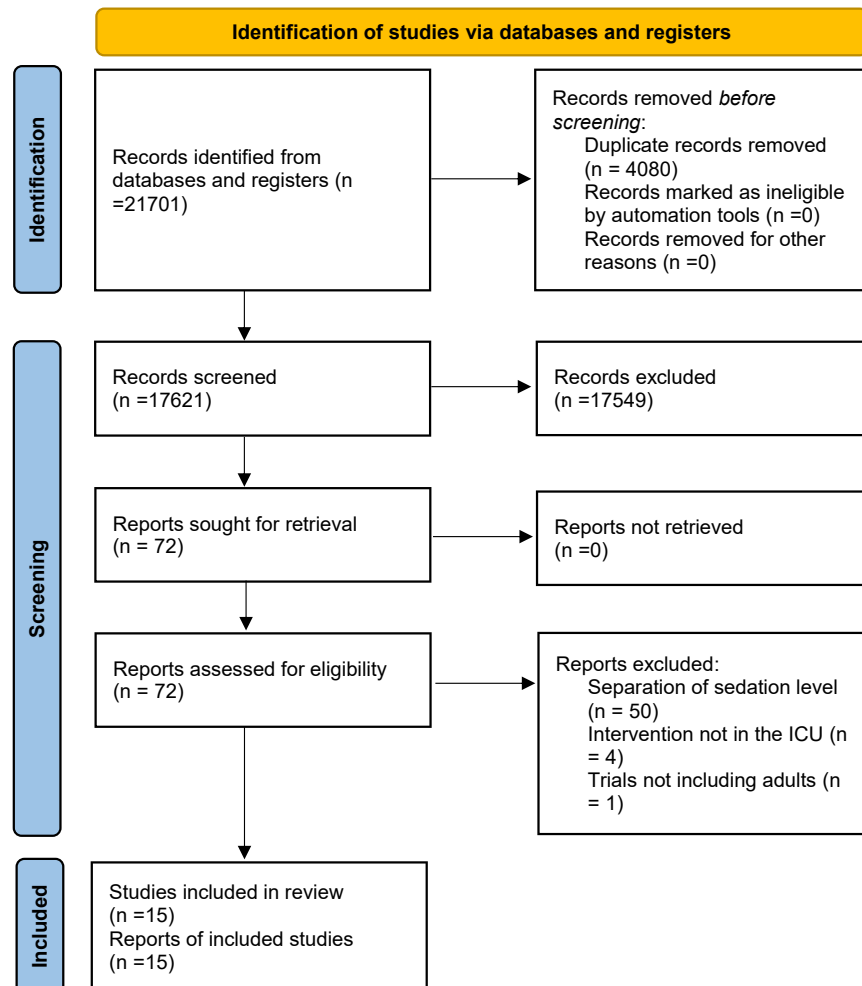 Identification of studies via databases and registers
Identification
Records identified from
databases and registers (n
=21701)
Records removed before
screening:
Duplicate records removed
(n = 4080)
Records marked as ineligible
by automation tools (n =0)
Records removed for other
reasons (n =0)
Screening
Records screened
(n =17621)
Records excluded
(n =17549)
Reports sought for retrieval
(n = 72)
Reports not retrieved
(n =0)
Reports assessed for eligibility
(n = 72)
Reports excluded:
Separation of sedation level
(n = 50)
Intervention not in the ICU (n
= 4)
Trials not including adults (n
= 1)
Included
Studies included in review
(n =15)
Reports of included studies
(n =15)